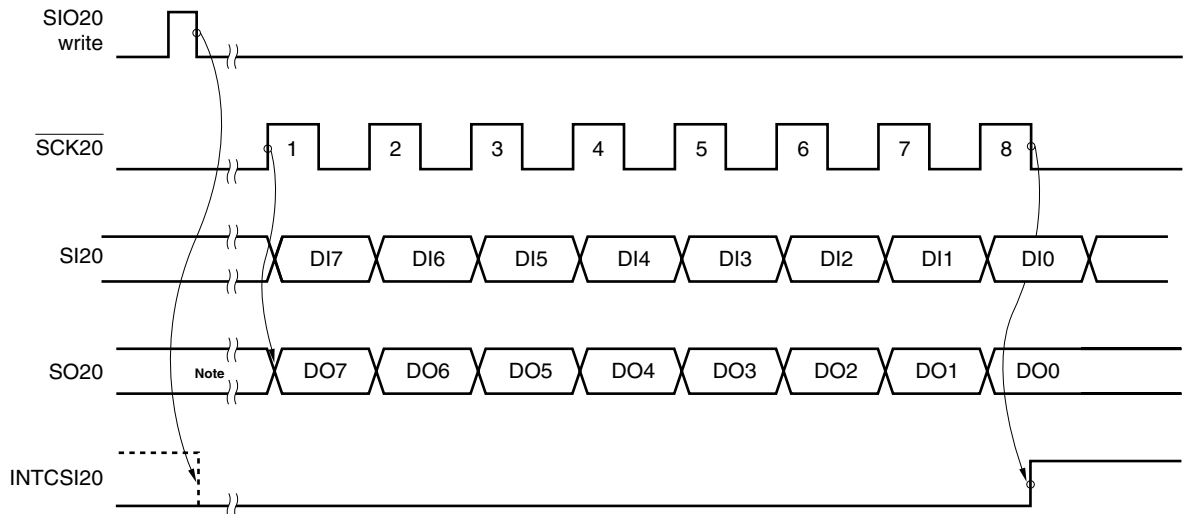 SIO20
write
SCK20
1 2 3 4 5 6 7 8
SI20
DI7 DI6 DI5 DI4 DI3 DI2 DI1 DI0
SO20
Note
DO7 DO6 DO5 DO4 DO3 DO2 DO1 DO0
INTCSI20